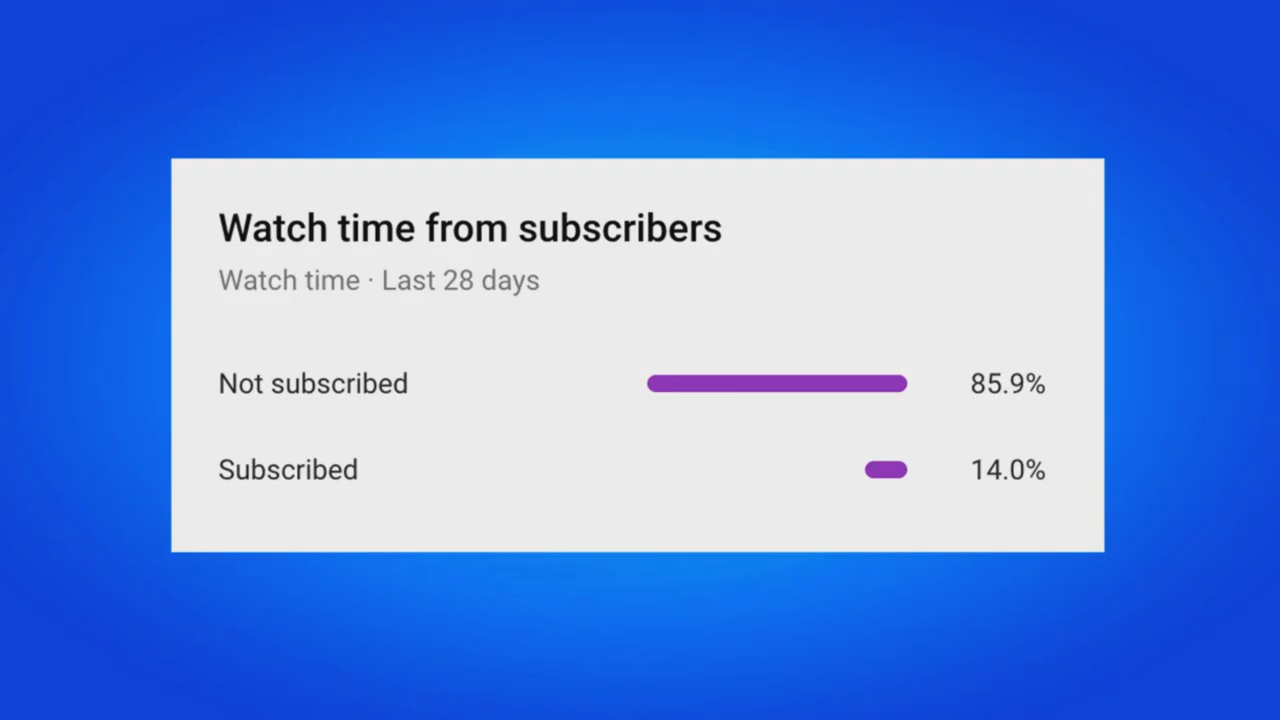 Watch time from subscribers
Watch time · Last 28 days
Not subscribed 85.9%
Subscribed 14.0%